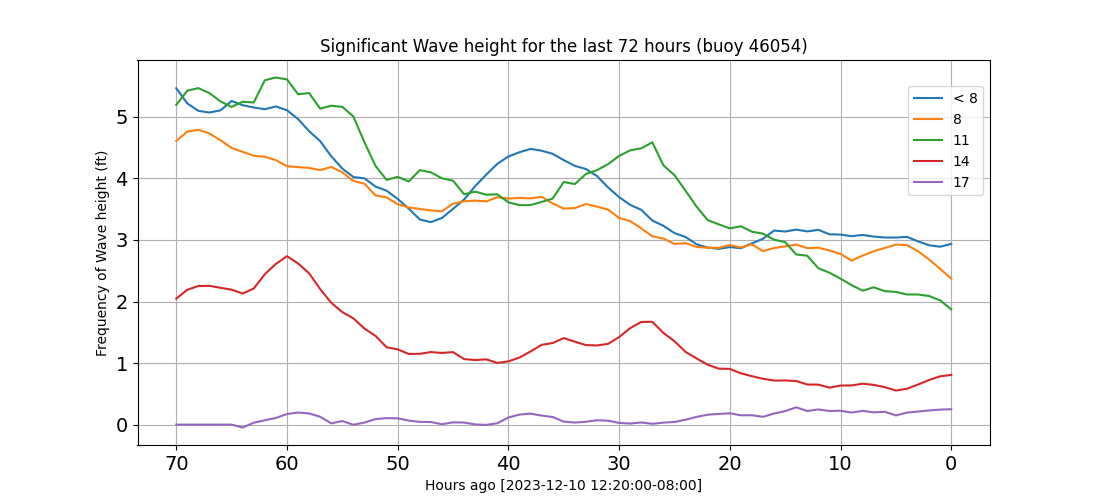 Significant Wave height for the last 72 hours (buoy 46054)
Frequency of Wave height (ft)
5
4
3
2
1
0
< 8
8
11
14
17
70 60 50 40 30 20 10 0
Hours ago [2023-12-10 12:20:00-08:00]